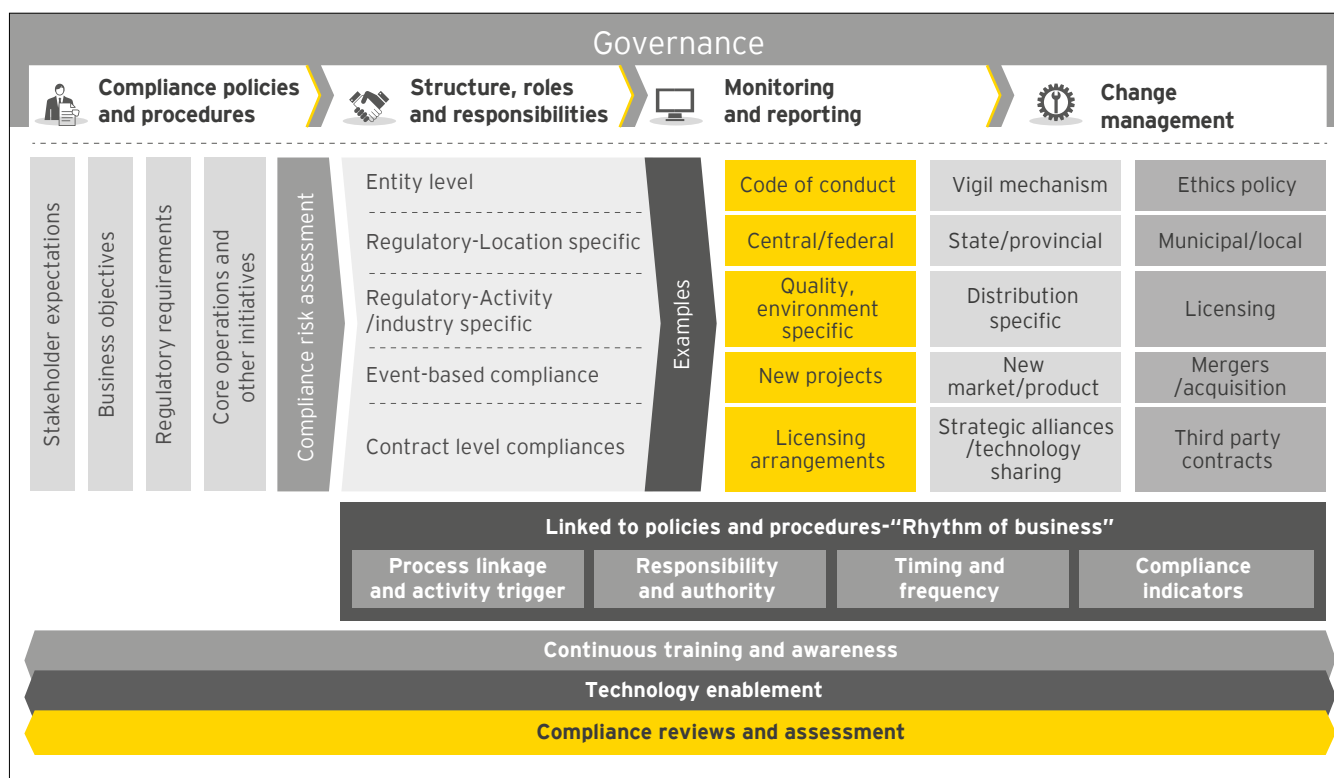 Governance
Compliance policies
and procedures
Structure, roles
and responsibilities
Monitoring
and reporting
Change
management
Stakeholder expectations
Business objectives
Regulatory requirements
Core operations and
other initiatives
Compliance risk assessment
Entity level
Regulatory-Location specific
Regulatory-Activity
/industry specific
Event-based compliance
Contract level compliances
Examples
Code of conduct
Vigil mechanism
Ethics policy
Central/federal
State/provincial
Municipal/local
Quality,
environment
specific
Distribution
specific
Licensing
New projects
New
market/product
Mergers
/acquisition
Licensing
arrangements
Strategic alliances
/technology
sharing
Third party
contracts
Linked to policies and procedures-“Rhythm of business”
Process linkage
and activity trigger
Responsibility
and authority
Timing and
frequency
Compliance
indicators
Continuous training and awareness
Technology enablement
Compliance reviews and assessment